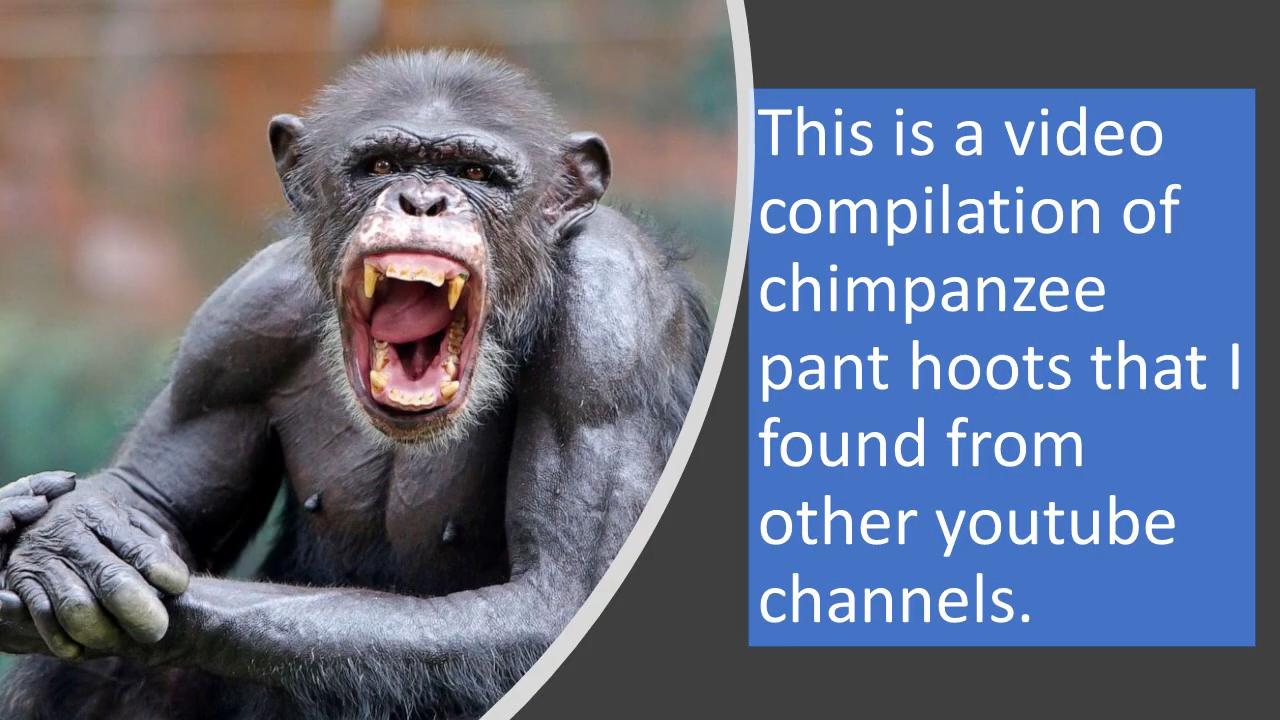 This is a video
compilation of
chimpanzee
pant hoots that I
found from
other youtube
channels.